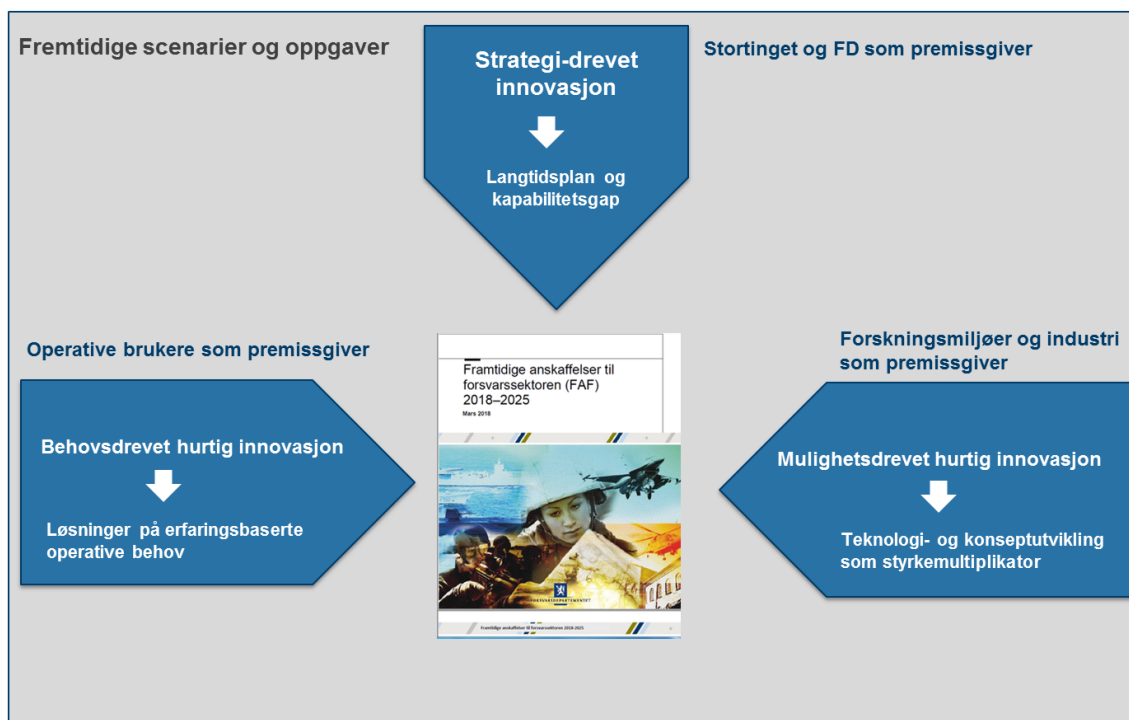 Fremtidige scenarier og oppgaver
Strategi-drevet
innovasjon
Langtidsplan og
kapabilitetsgap
Stortinget og FD som premissgiver
Operative brukere som premissgiver
Behovsdrevet hurtig innovasjon
Løsninger på erfaringsbaserte
operative behov
Framtidige anskaffelser til
forsvarssektoren (FAF)
2018–2025
Mars 2018
FORSVARSDEPARTEMENTET
Framtidige anskaffelser til forsvarssektoren 2018-2025
Forskningsmiljøer og industri
som premissgiver
Mulighetsdrevet hurtig innovasjon
Teknologi- og konseptutvikling
som styrkemultiplikator